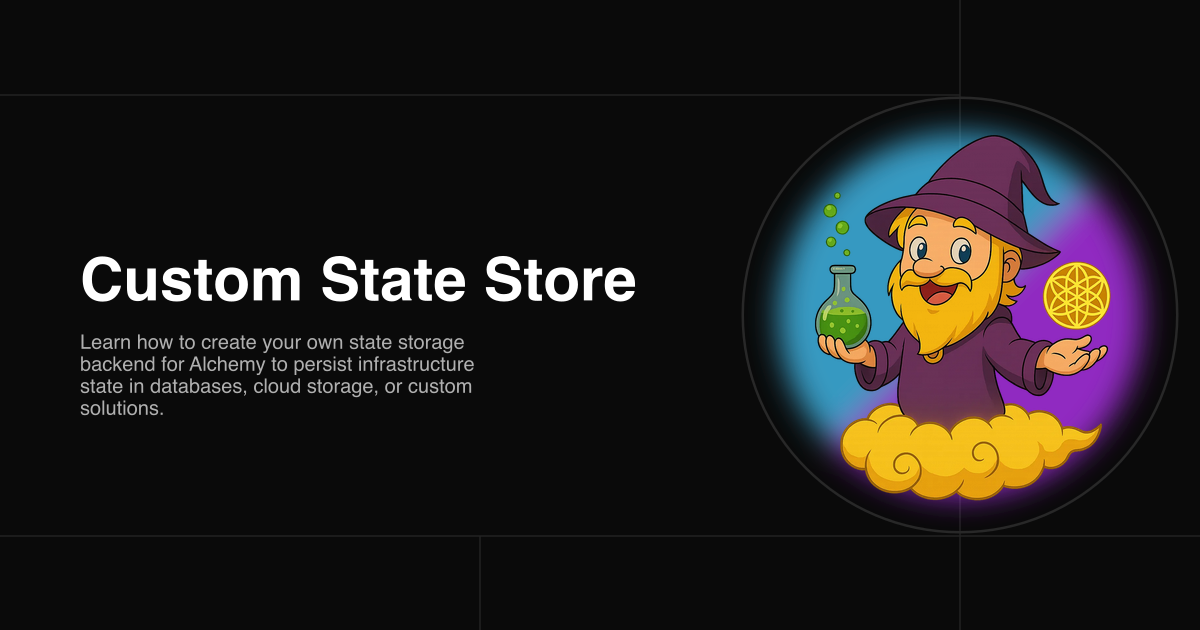 Custom State Store
Learn how to create your own state storage
backend for Alchemy to persist infrastructure
state in databases, cloud storage, or custom
solutions.